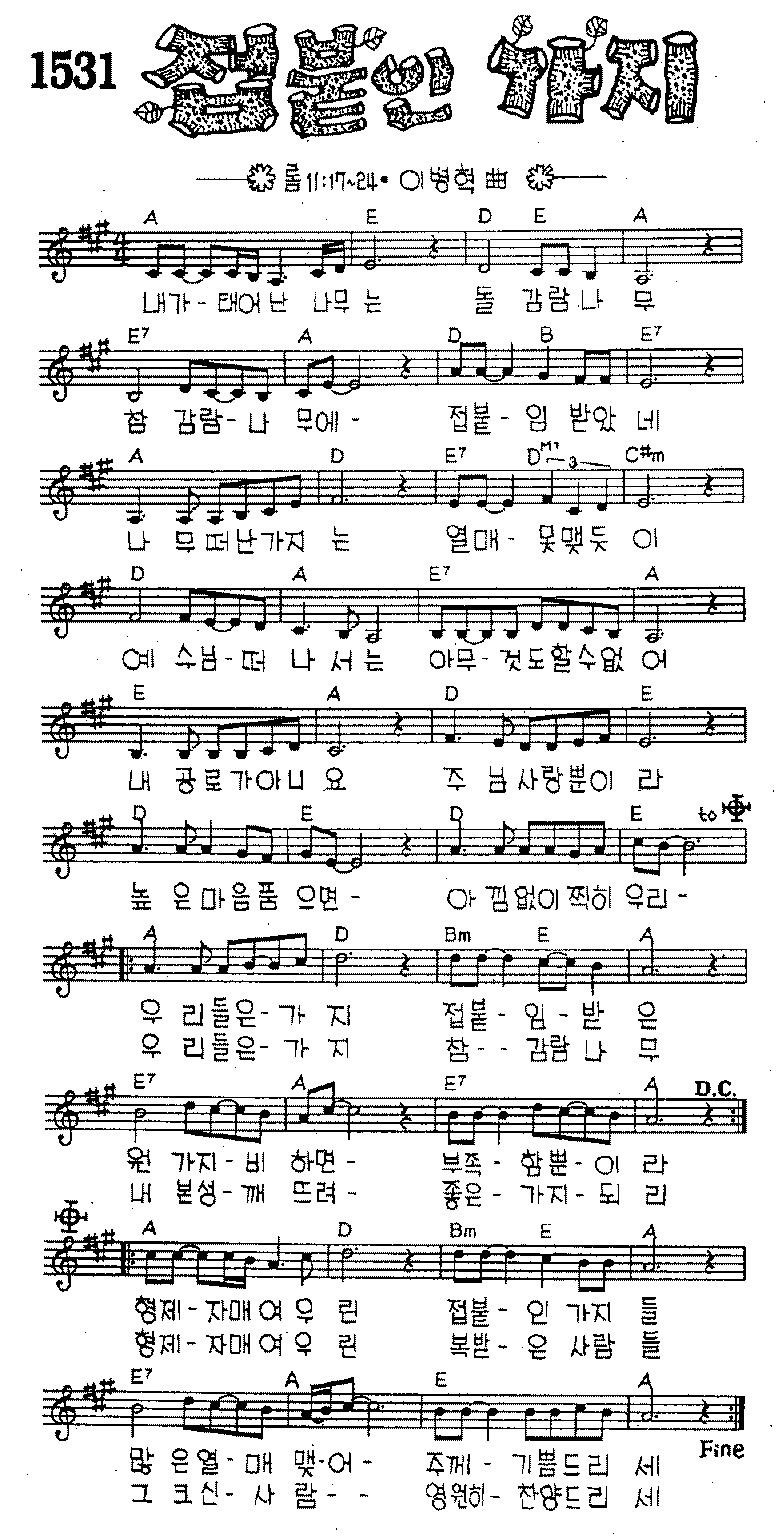 1531 접붙인 가지
롬 11:17~24 · 이병혁 曲
A E D E A
내가-태어난 나무는 돌 감람나 무
E7 A D B E7
참 감람-나 무에- 접붙-임 받았 네
A D E7 DM7 3 C#m
나 무떠난가지 는 열매-못맺듯 이
D A E7 A
예 수님-떠 나 서는 아무-것도할수없 어
E A D E
내 공로가아니 요 주 님사랑뿐이 라
D E D E to
높 은마음품 으면- 아 낌없이찍히 우리-
A D Bm E A
우 리들은-가 지 접붙-임-받 은
우 리들은-가 지 참--감람나 무
E7 A E7 A D.C.
원 가지-비 하면- 부족-함뿐-이 라
내 본성-깨 뜨려- 좋은-가지-되 리
A D Bm E A
형제-자매여우 린 접붙-인 가지 들
형제-자매여우 린 복받-은 사람 들
E7 A E A
많 은열-매 맺-어- 주께-기쁨드리 세
Fine
그 크신-사 람-- 영원히-찬양드리 세